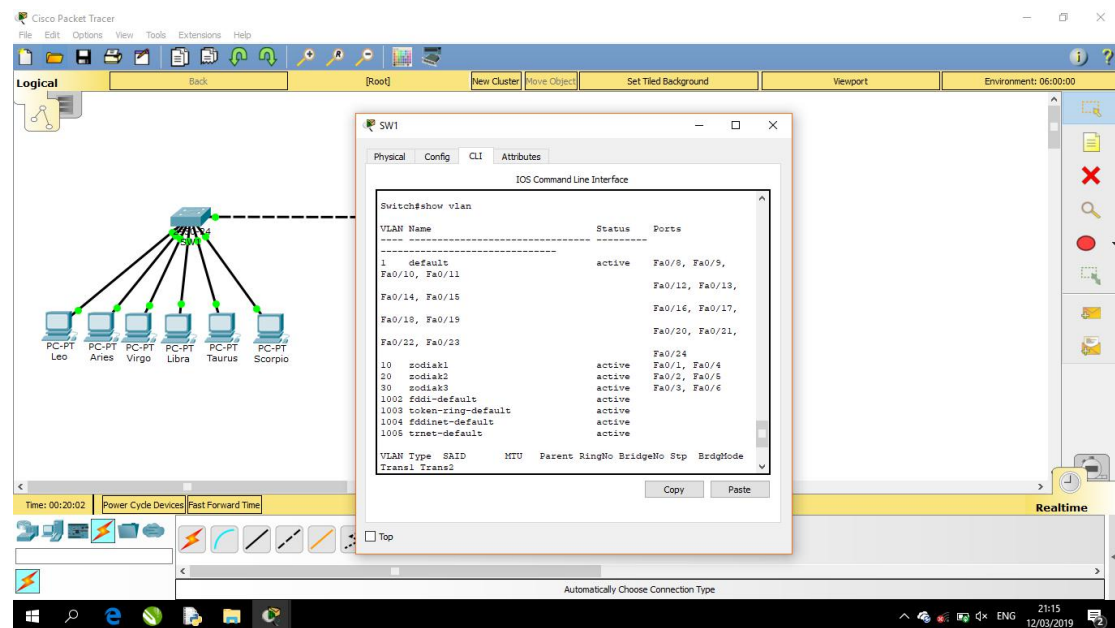 Cisco Packet Tracer
File Edit Options View Tools Extensions Help
Logical Back [Root] New Cluster Move Object Set Tiled Background Viewport Environment: 06:00:00
SW1
Physical Config CLI Attributes
IOS Command Line Interface
Switch#show vlan
VLAN Name Status Ports
---- -------------------------------- --------- -------------------------------
1 default active Fa0/8, Fa0/9,
Fa0/10, Fa0/11
Fa0/12, Fa0/13,
Fa0/14, Fa0/15
Fa0/16, Fa0/17,
Fa0/18, Fa0/19
Fa0/20, Fa0/21,
Fa0/22, Fa0/23
Fa0/24
10 zodiak1 active Fa0/1, Fa0/4
20 zodiak2 active Fa0/2, Fa0/5
30 zodiak3 active Fa0/3, Fa0/6
1002 fddi-default active
1003 token-ring-default active
1004 fddinet-default active
1005 trnet-default active
VLAN Type SAID MTU Parent RingNo BridgeNo Stp BrdgMode
Trans1 Trans2
Copy Paste
Top
SW1
PC-PT
Leo
PC-PT
Aries
PC-PT
Virgo
PC-PT
Libra
PC-PT
Taurus
PC-PT
Scorpio
Time: 00:20:02 Power Cycle Devices Fast Forward Time
Realtime
Automatically Choose Connection Type
ENG
21:15
12/03/2019